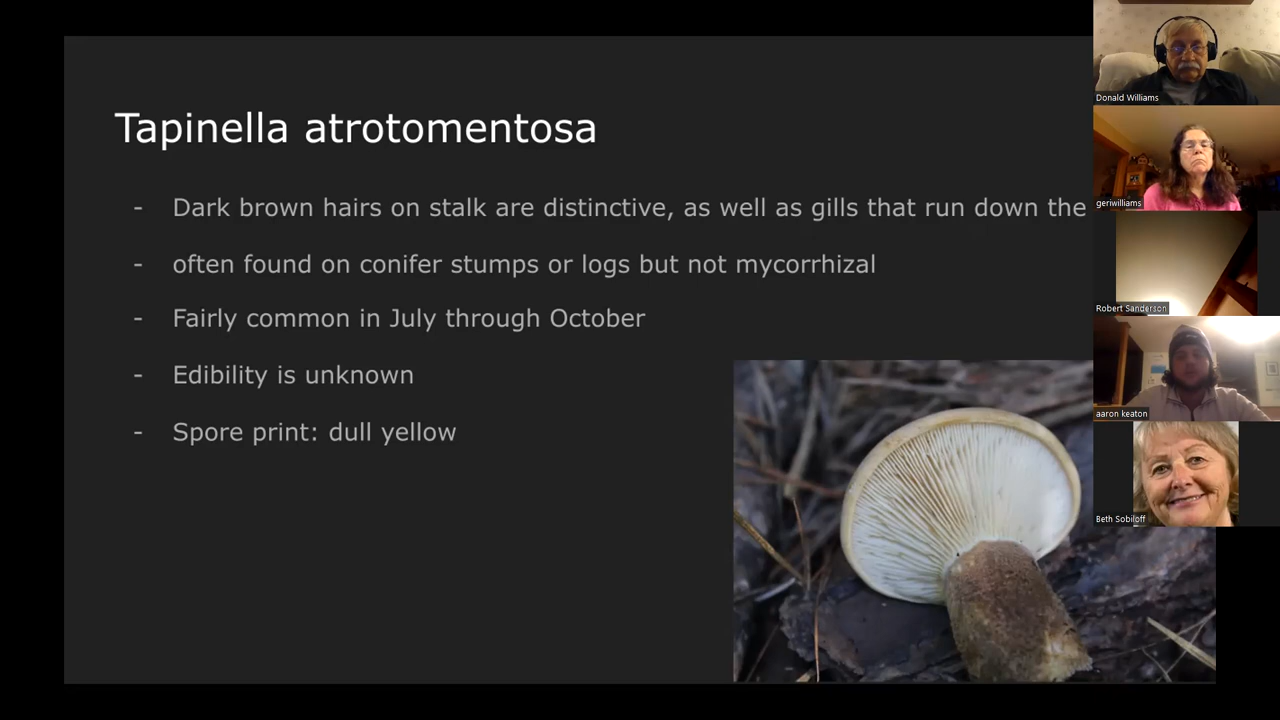 Tapinella atrotomentosa
- Dark brown hairs on stalk are distinctive, as well as gills that run down the
- often found on conifer stumps or logs but not mycorrhizal
- Fairly common in July through October
- Edibility is unknown
- Spore print: dull yellow
Donald Williams
geriwilliams
Robert Sanderson
aaron keaton
Beth Sobiloff